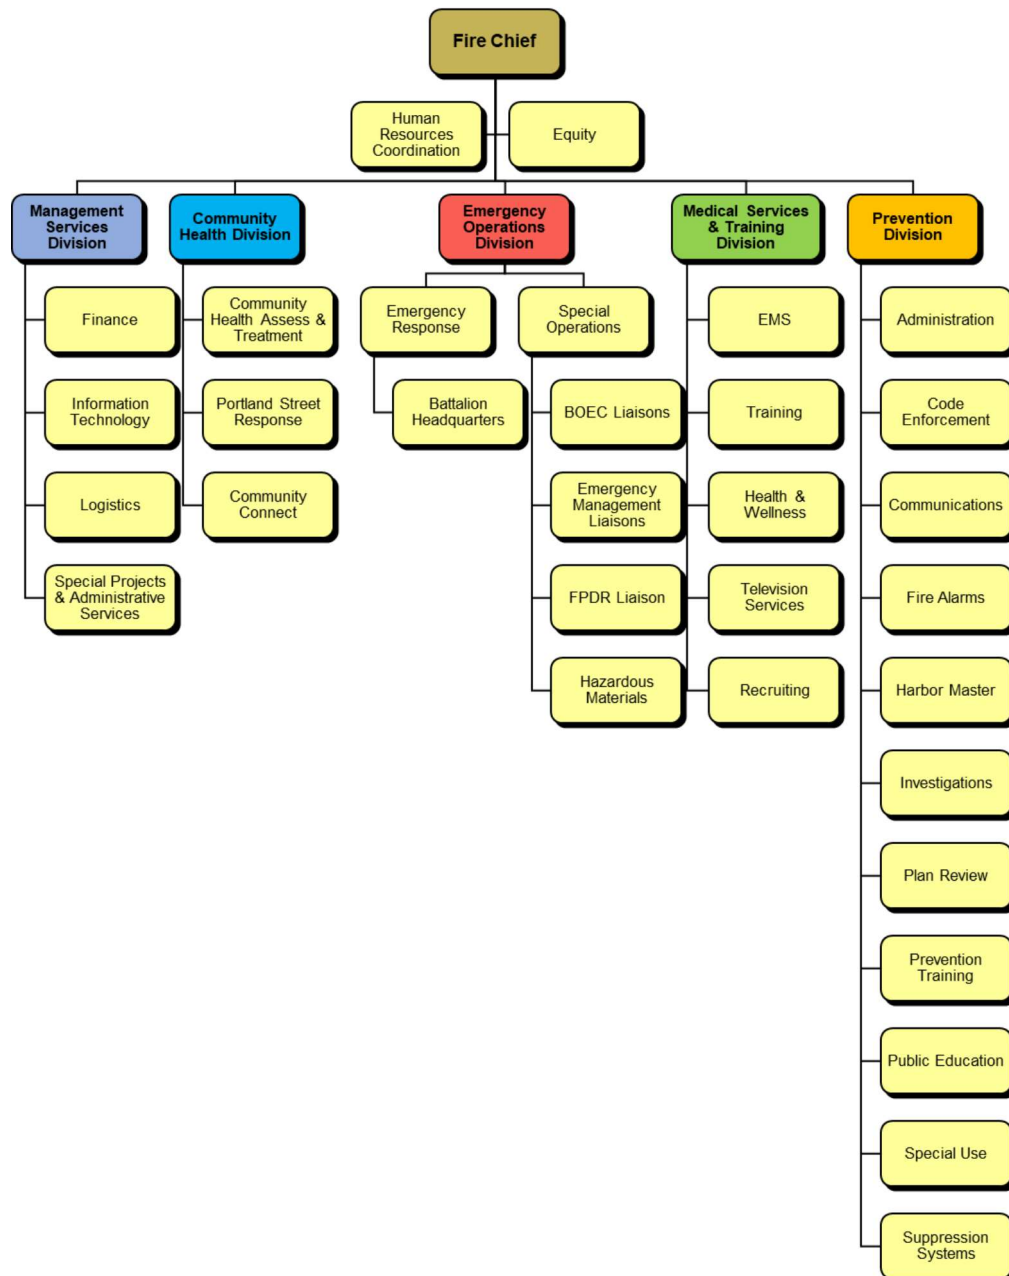 Fire Chief
Human
Resources
Coordination
Equity
Management
Services
Division
Community
Health Division
Emergency
Operations
Division
Medical Services
& Training
Division
Prevention
Division
Finance
Information
Technology
Logistics
Special Projects
& Administrative
Services
Community
Health Assess &
Treatment
Portland Street
Response
Community
Connect
Emergency
Response
Battalion
Headquarters
Special
Operations
BOEC Liaisons
Emergency
Management
Liaisons
FPDR Liaison
Hazardous
Materials
EMS
Training
Health &
Wellness
Television
Services
Recruiting
Administration
Code
Enforcement
Communications
Fire Alarms
Harbor Master
Investigations
Plan Review
Prevention
Training
Public Education
Special Use
Suppression
Systems